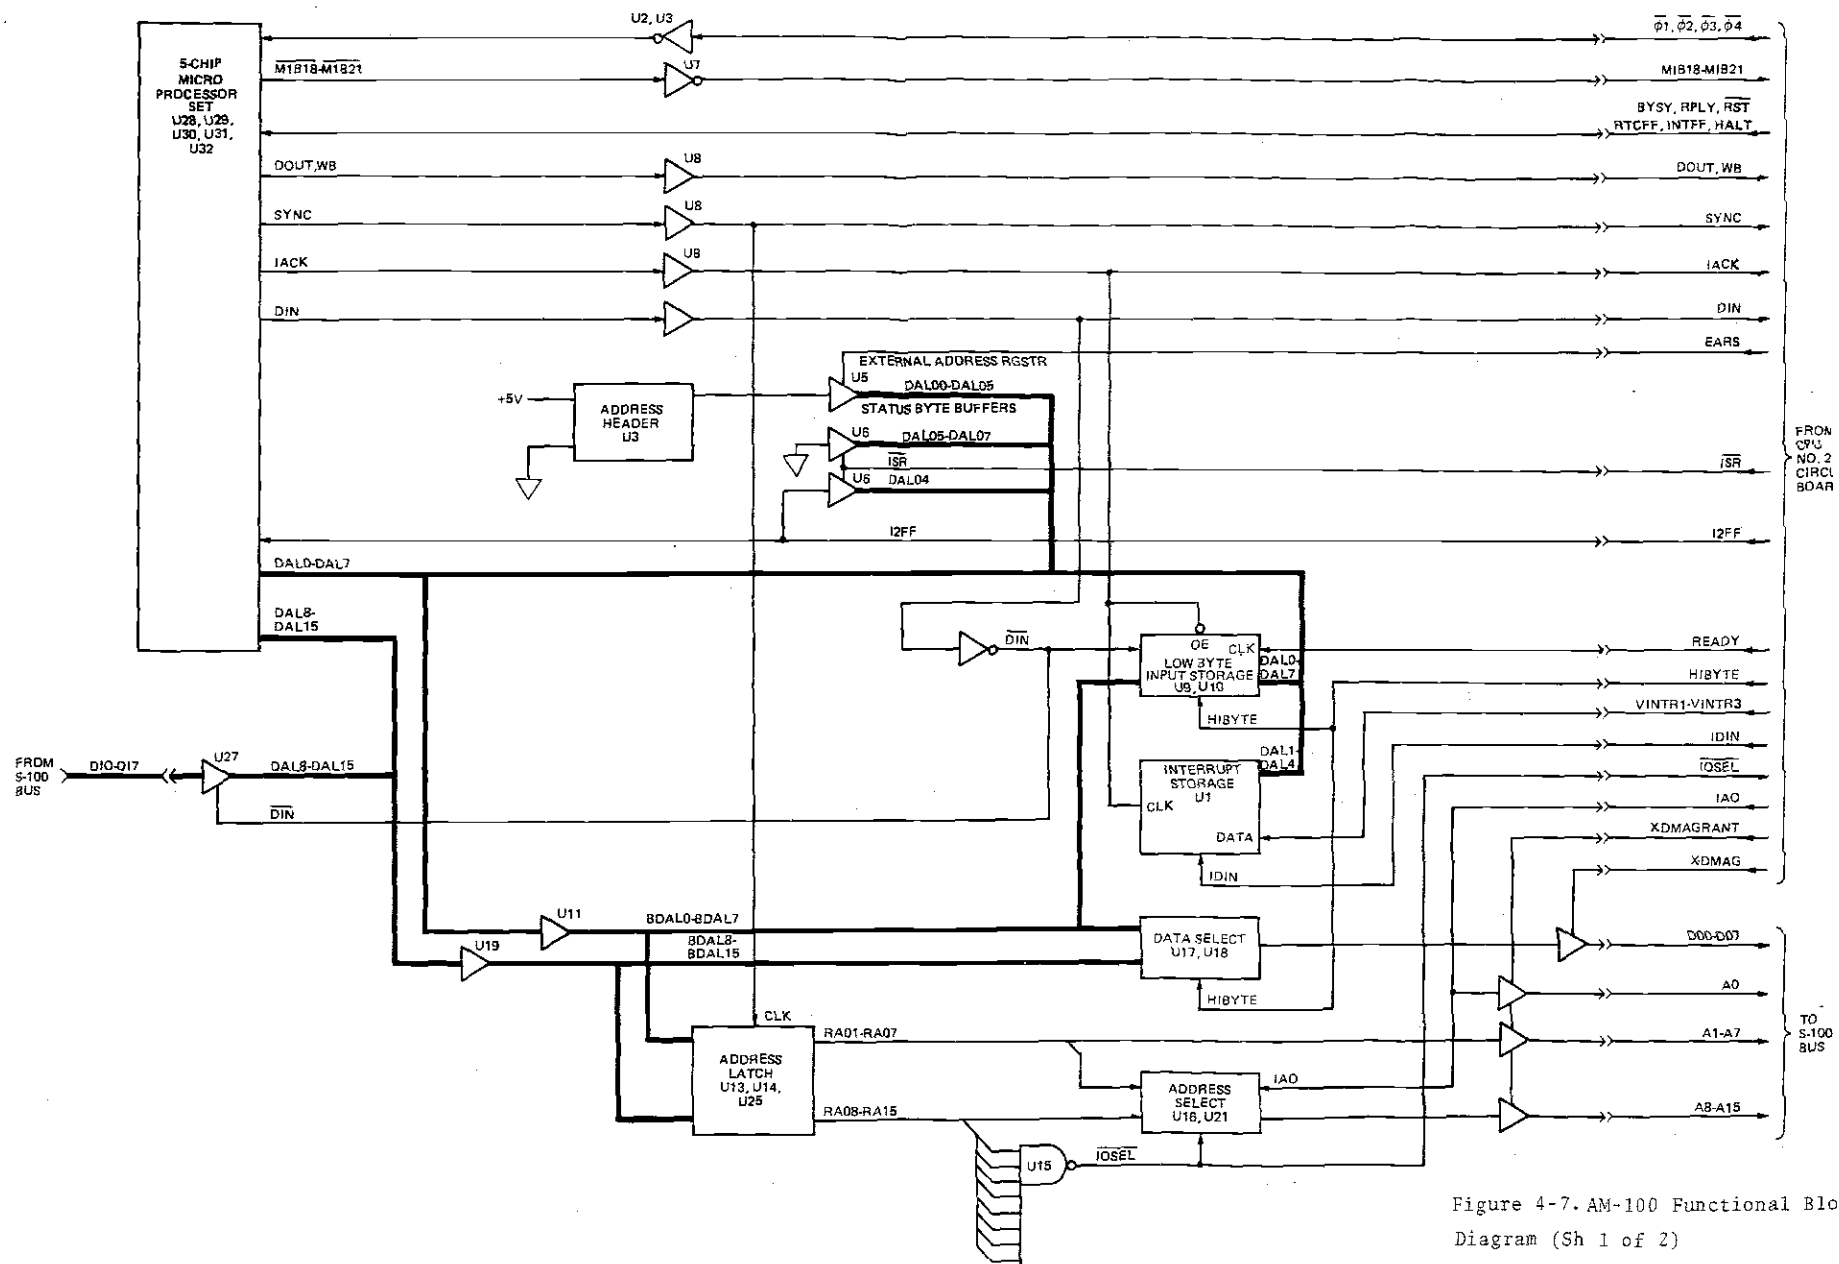 U2, U3
φ1, φ2, φ3, φ4
5-CHIP
MICRO
PROCESSOR
SET
U28, U29,
U30, U31,
U32
M1B18-M1B21
U7
MIB18-MIB21
BYSY, RPLY, RST
RTCFF, INTFF, HALT
DOUT,WB
U8
DOUT, WB
SYNC
U8
SYNC
IACK
U8
IACK
DIN
DIN
EARS
EXTERNAL ADDRESS RGSTR
U5
DAL00-DAL05
+5V
ADDRESS
HEADER
U3
STATUS BYTE BUFFERS
U6
DAL05-DAL07
ISR
ISR
U6
DAL04
FROM
CPU
NO. 2
CIRCU
BOAR
I2FF
I2FF
DAL0-DAL7
DAL8-
DAL15
DIN
OE
CLK
LOW BYTE
INPUT STORAGE
U9, U10
DAL0-
DAL7
READY
HIBYTE
HIBYTE
VINTR1-VINTR3
IDIN
FROM
S-100
BUS
DI0-DI7
U27
DAL8-DAL15
DIN
DAL1-
DAL4
INTERRUPT
STORAGE
U1
CLK
DATA
IDIN
IOSEL
IAO
XDMAGRANT
XDMAG
U11
BDAL0-BDAL7
U19
BDAL8-
BDAL15
DATA SELECT
U17, U18
HIBYTE
D00-D07
A0
CLK
ADDRESS
LATCH
U13, U14,
U25
RA01-RA07
A1-A7
TO
S-100
BUS
IAO
ADDRESS
SELECT
U16, U21
RA08-RA15
A8-A15
U15
IOSEL
Figure 4-7. AM-100 Functional Blo
Diagram (Sh 1 of 2)